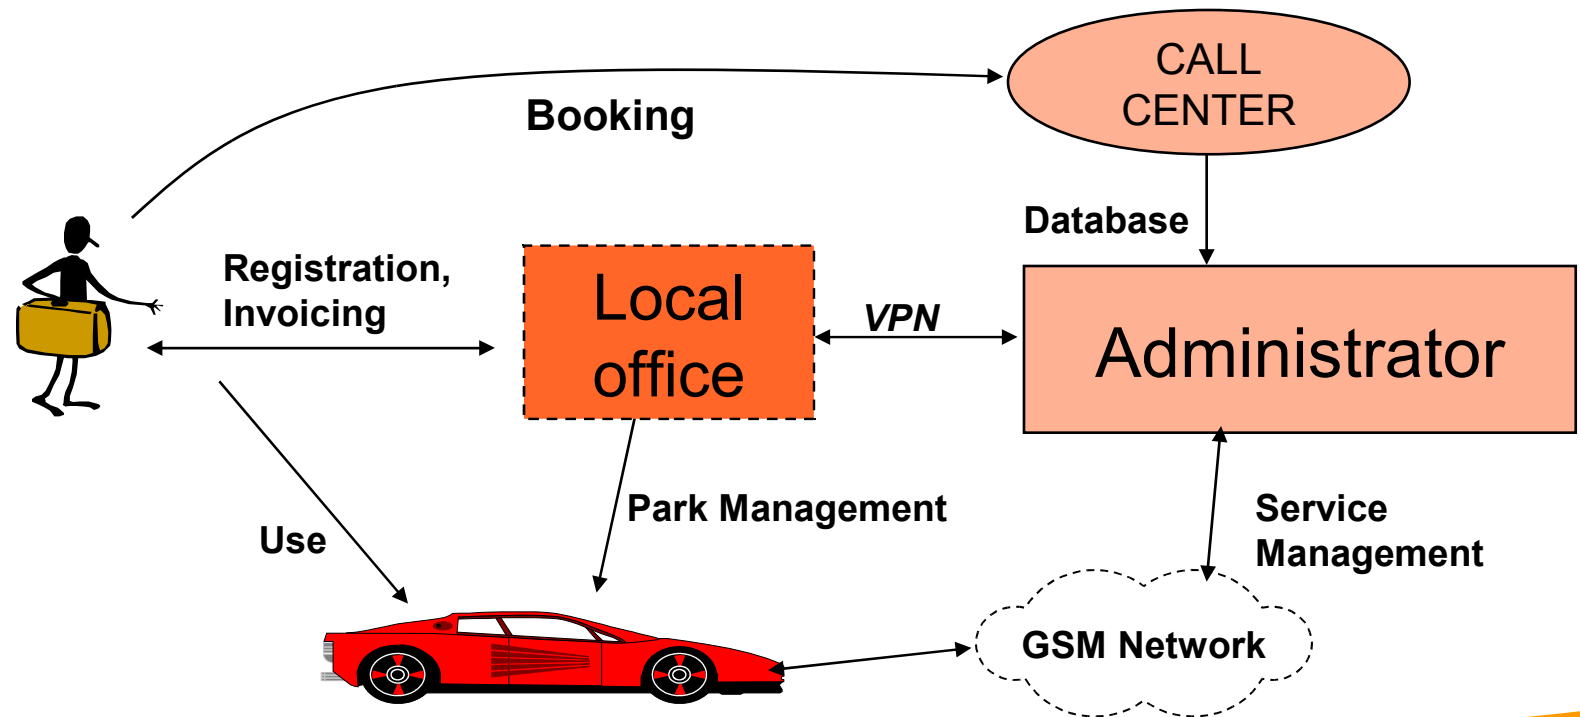 CALL
CENTER
Booking
Database
Registration,
Invoicing
Local
office
VPN
Administrator
Park Management
Use
Service
Management
GSM Network